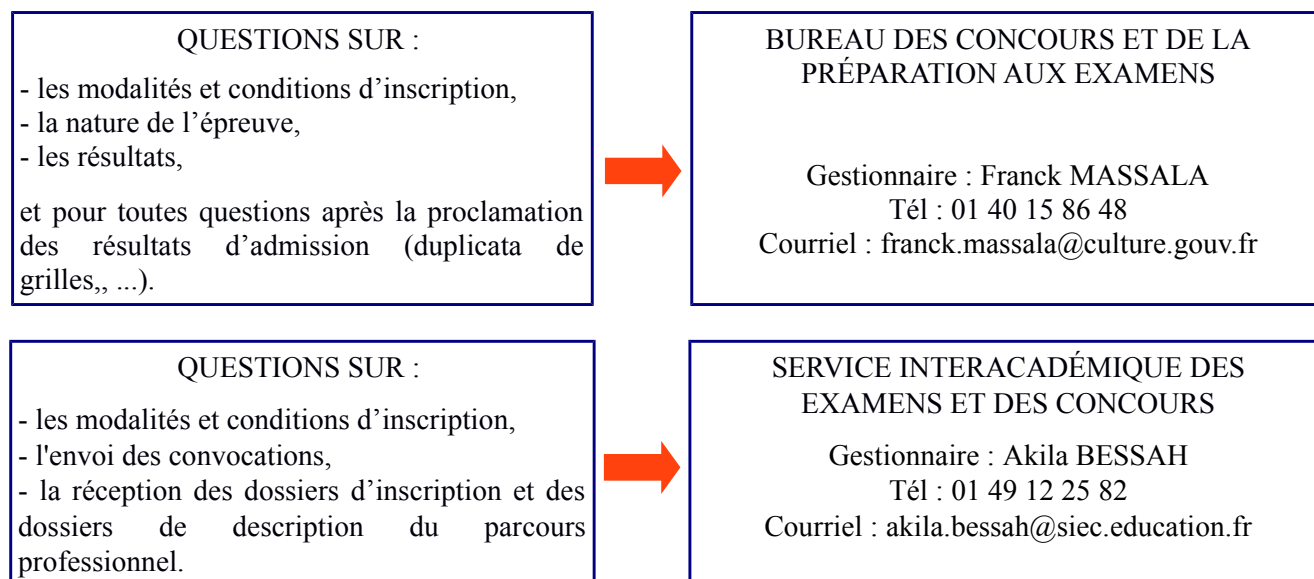 QUESTIONS SUR :
- les modalités et conditions d’inscription,
- la nature de l’épreuve,
- les résultats,
et pour toutes questions après la proclamation
des résultats d’admission (duplicata de
grilles,, ...).
BUREAU DES CONCOURS ET DE LA
PRÉPARATION AUX EXAMENS
Gestionnaire : Franck MASSALA
Tél : 01 40 15 86 48
Courriel : franck.massala@culture.gouv.fr
QUESTIONS SUR :
- les modalités et conditions d’inscription,
- l'envoi des convocations,
- la réception des dossiers d’inscription et des
dossiers de description du parcours
professionnel.
SERVICE INTERACADÉMIQUE DES
EXAMENS ET DES CONCOURS
Gestionnaire : Akila BESSAH
Tél : 01 49 12 25 82
Courriel : akila.bessah@siec.education.fr